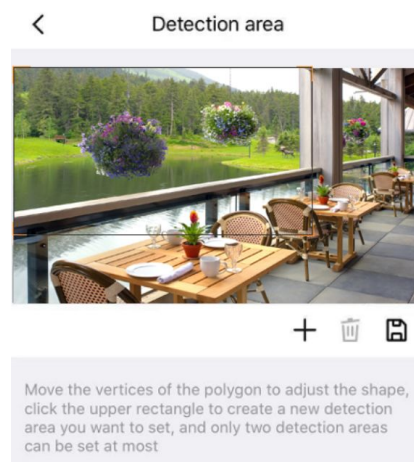 Detection area
Move the vertices of the polygon to adjust the shape,
click the upper rectangle to create a new detection
area you want to set, and only two detection areas
can be set at most